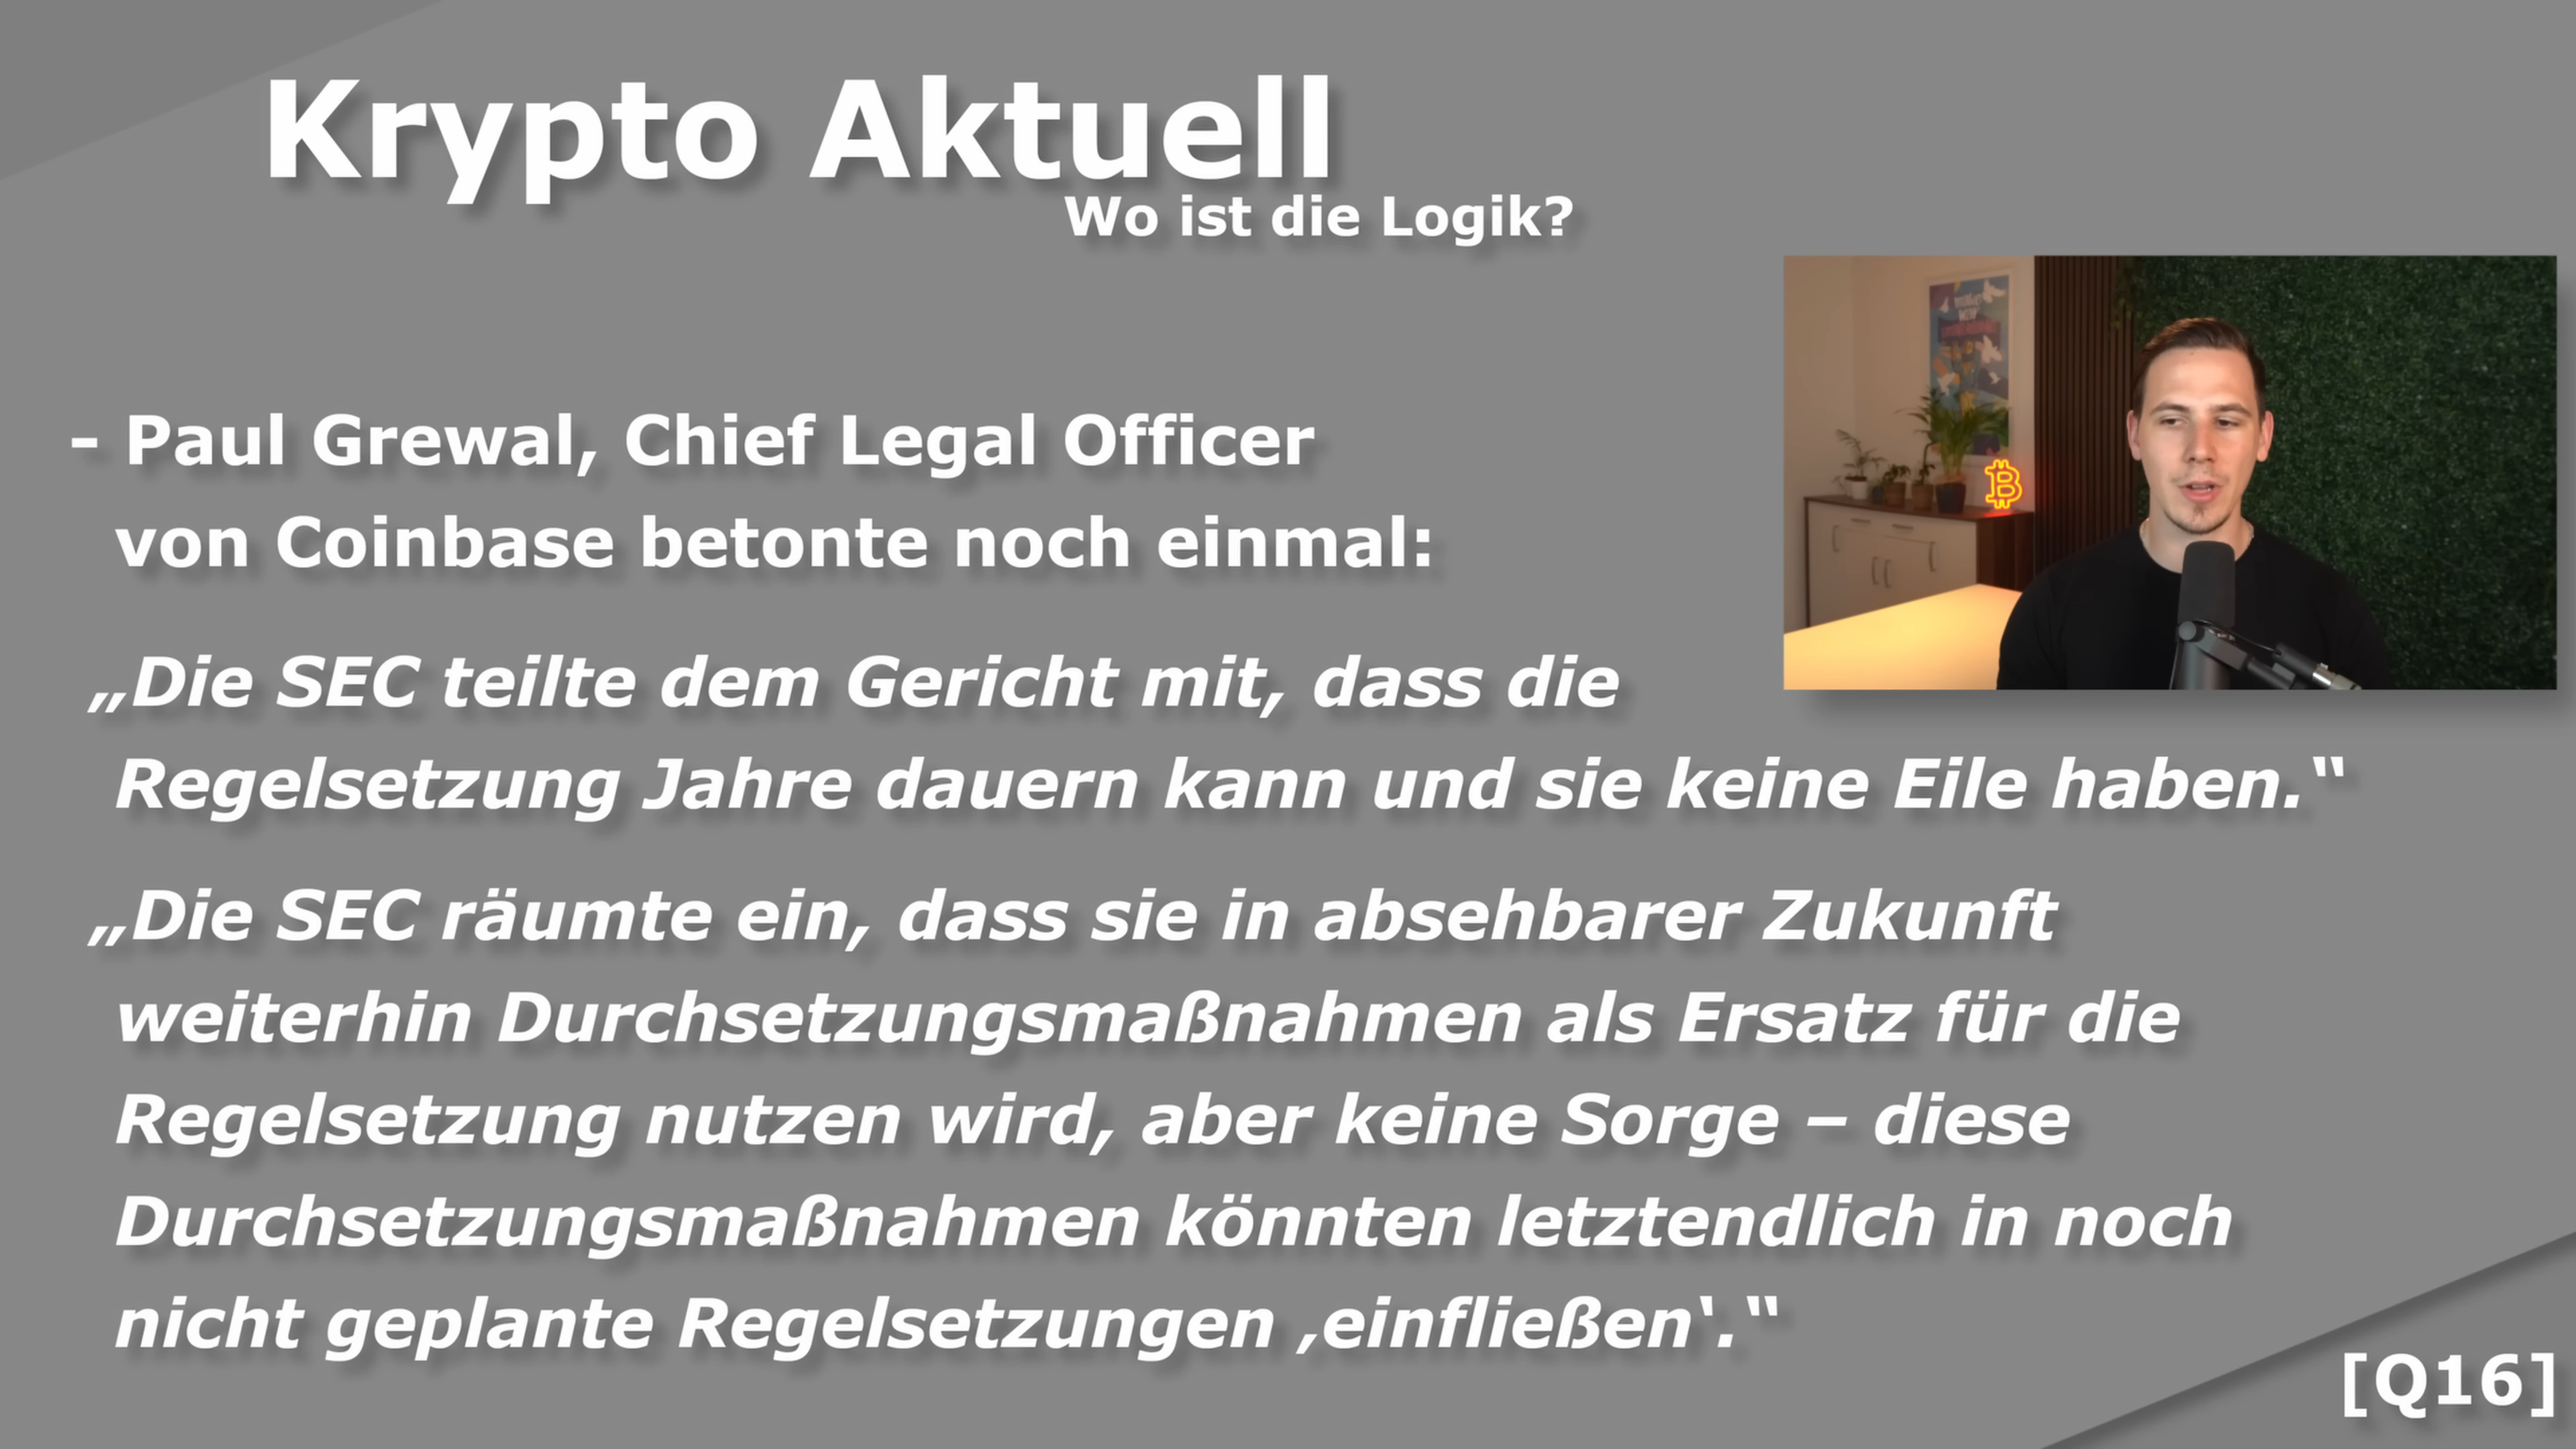 Krypto Aktuell
Wo ist die Logik?
- Paul Grewal, Chief Legal Officer
von Coinbase betonte noch einmal:
„Die SEC teilte dem Gericht mit, dass die
Regelsetzung Jahre dauern kann und sie keine Eile haben.“
„Die SEC räumte ein, dass sie in absehbarer Zukunft
weiterhin Durchsetzungsmaßnahmen als Ersatz für die
Regelsetzung nutzen wird, aber keine Sorge – diese
Durchsetzungsmaßnahmen könnten letztendlich in noch
nicht geplante Regelsetzungen ‚einfließen‘.“
[Q16]